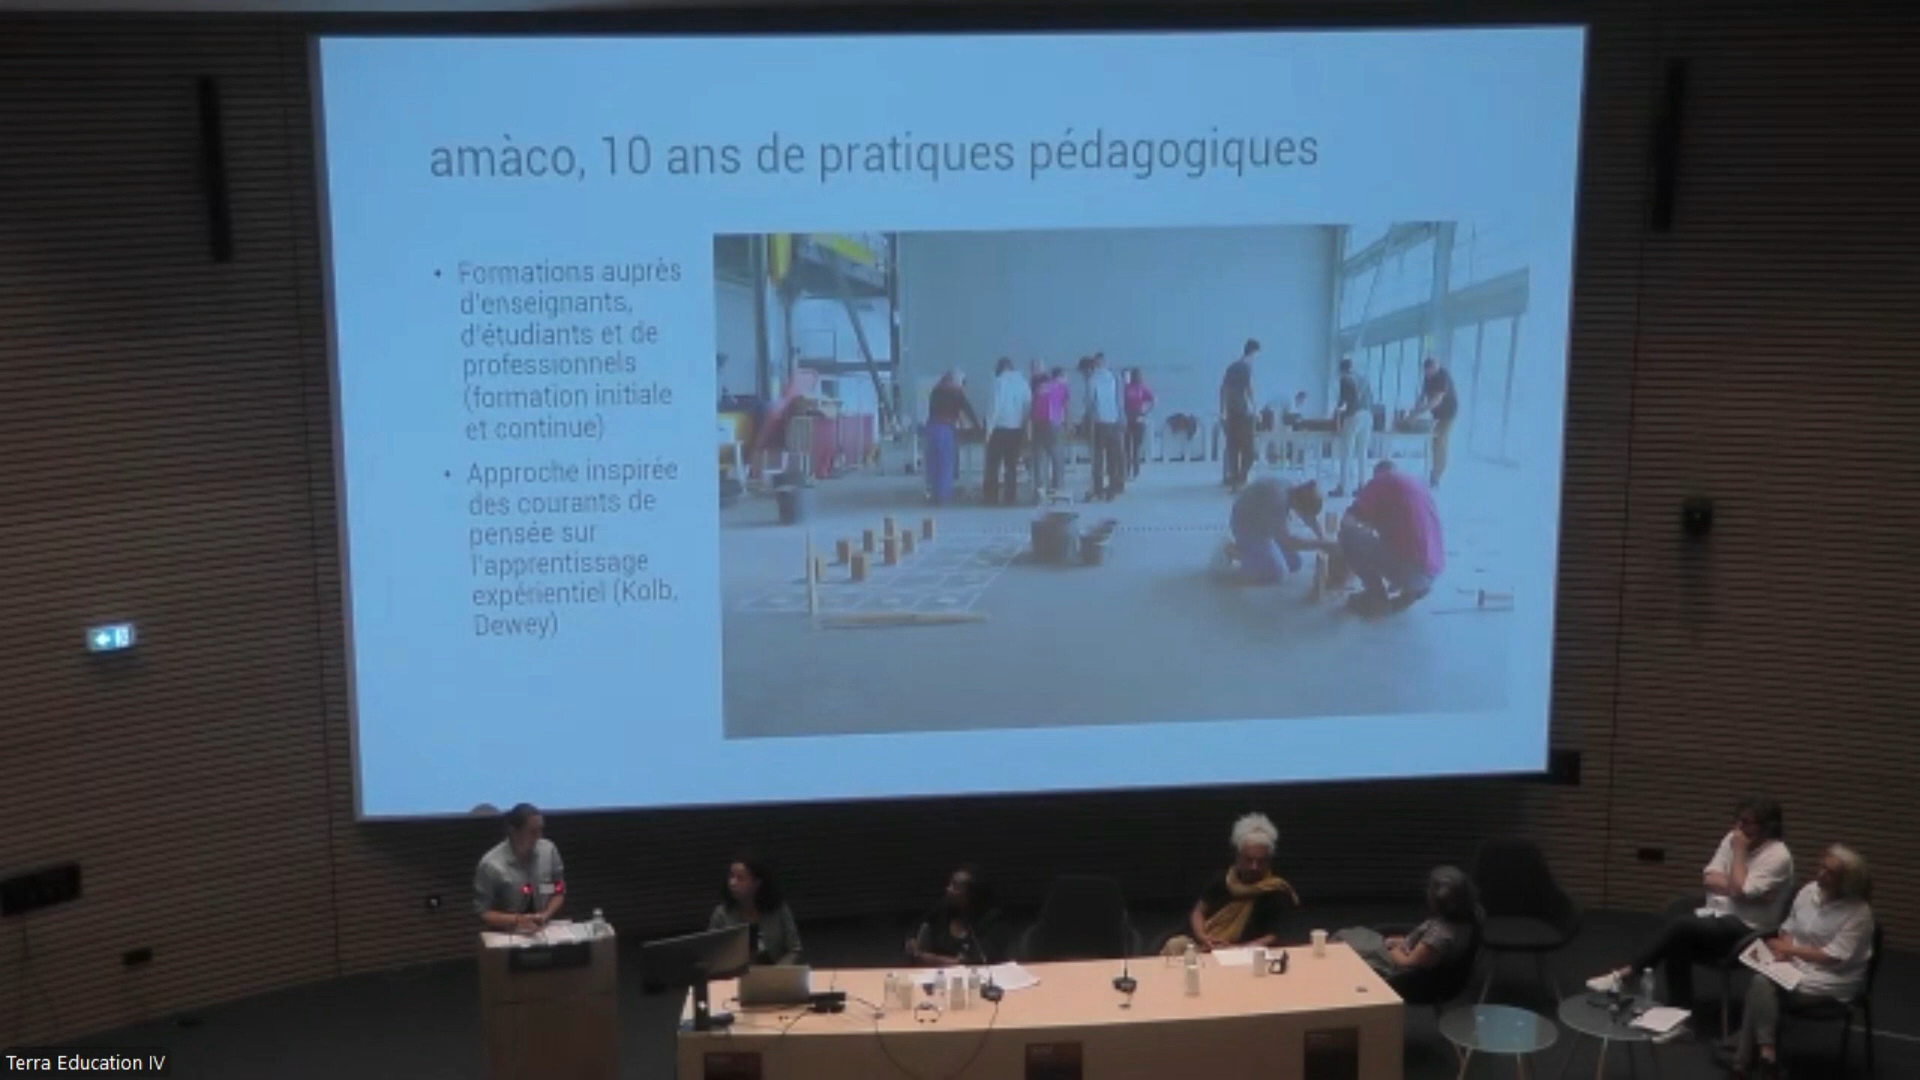 amàco, 10 ans de pratiques pédagogiques
• Formations auprès
d'enseignants,
d'étudiants et de
professionnels
(formation initiale
et continue)
• Approche inspirée
des courants de
pensée sur
l'apprentissage
expérientiel (Kolb,
Dewey)
Terra Education IV